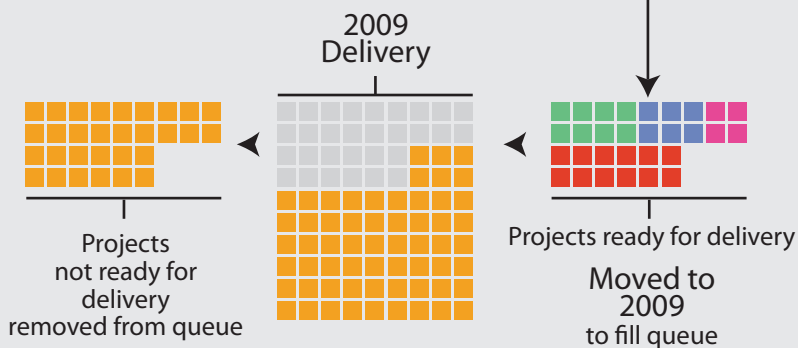 2009
Delivery
Projects
not ready for
delivery
removed from queue
Projects ready for delivery
Moved to
2009
to fill queue